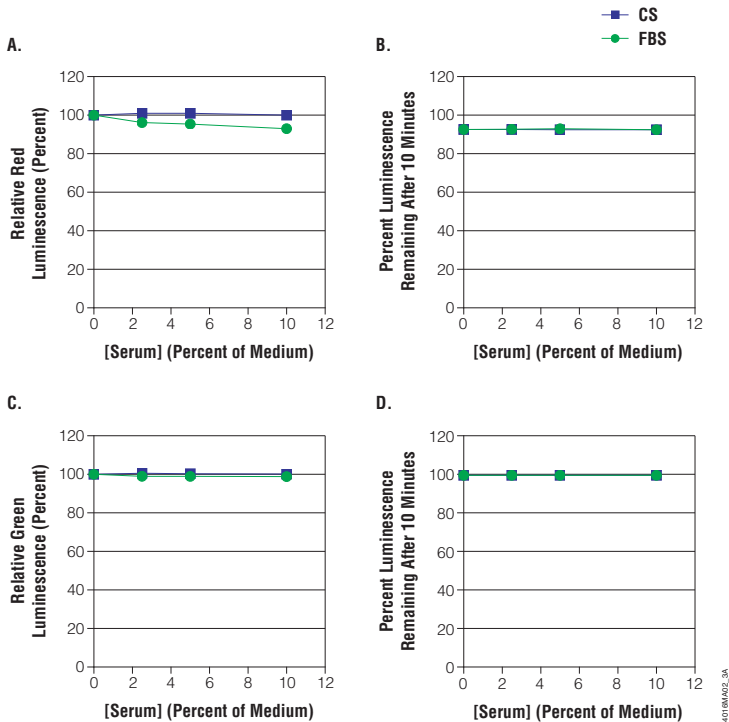 CS
FBS
A.
120
100
80
60
40
20
0
0 2 4 6 8 10 12
Relative Red
Luminescence (Percent)
[Serum] (Percent of Medium)
B.
120
100
80
60
40
20
0
0 2 4 6 8 10 12
Percent Luminescence
Remaining After 10 Minutes
[Serum] (Percent of Medium)
C.
120
100
80
60
40
20
0
0 2 4 6 8 10 12
Relative Green
Luminescence (Percent)
[Serum] (Percent of Medium)
D.
120
100
80
60
40
20
0
0 2 4 6 8 10 12
Percent Luminescence
Remaining After 10 Minutes
[Serum] (Percent of Medium)
4016MA02_3A